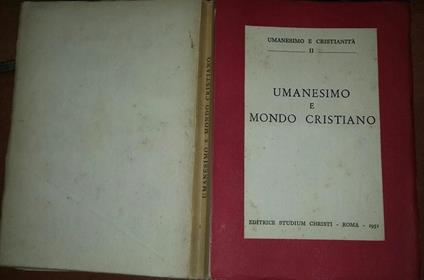 UMANESIMO E MONDO CRISTIANO
UMANESIMO E CRISTIANITÀ
II
UMANESIMO
E
MONDO CRISTIANO
EDITRICE STUDIUM CHRISTI - ROMA - 1951